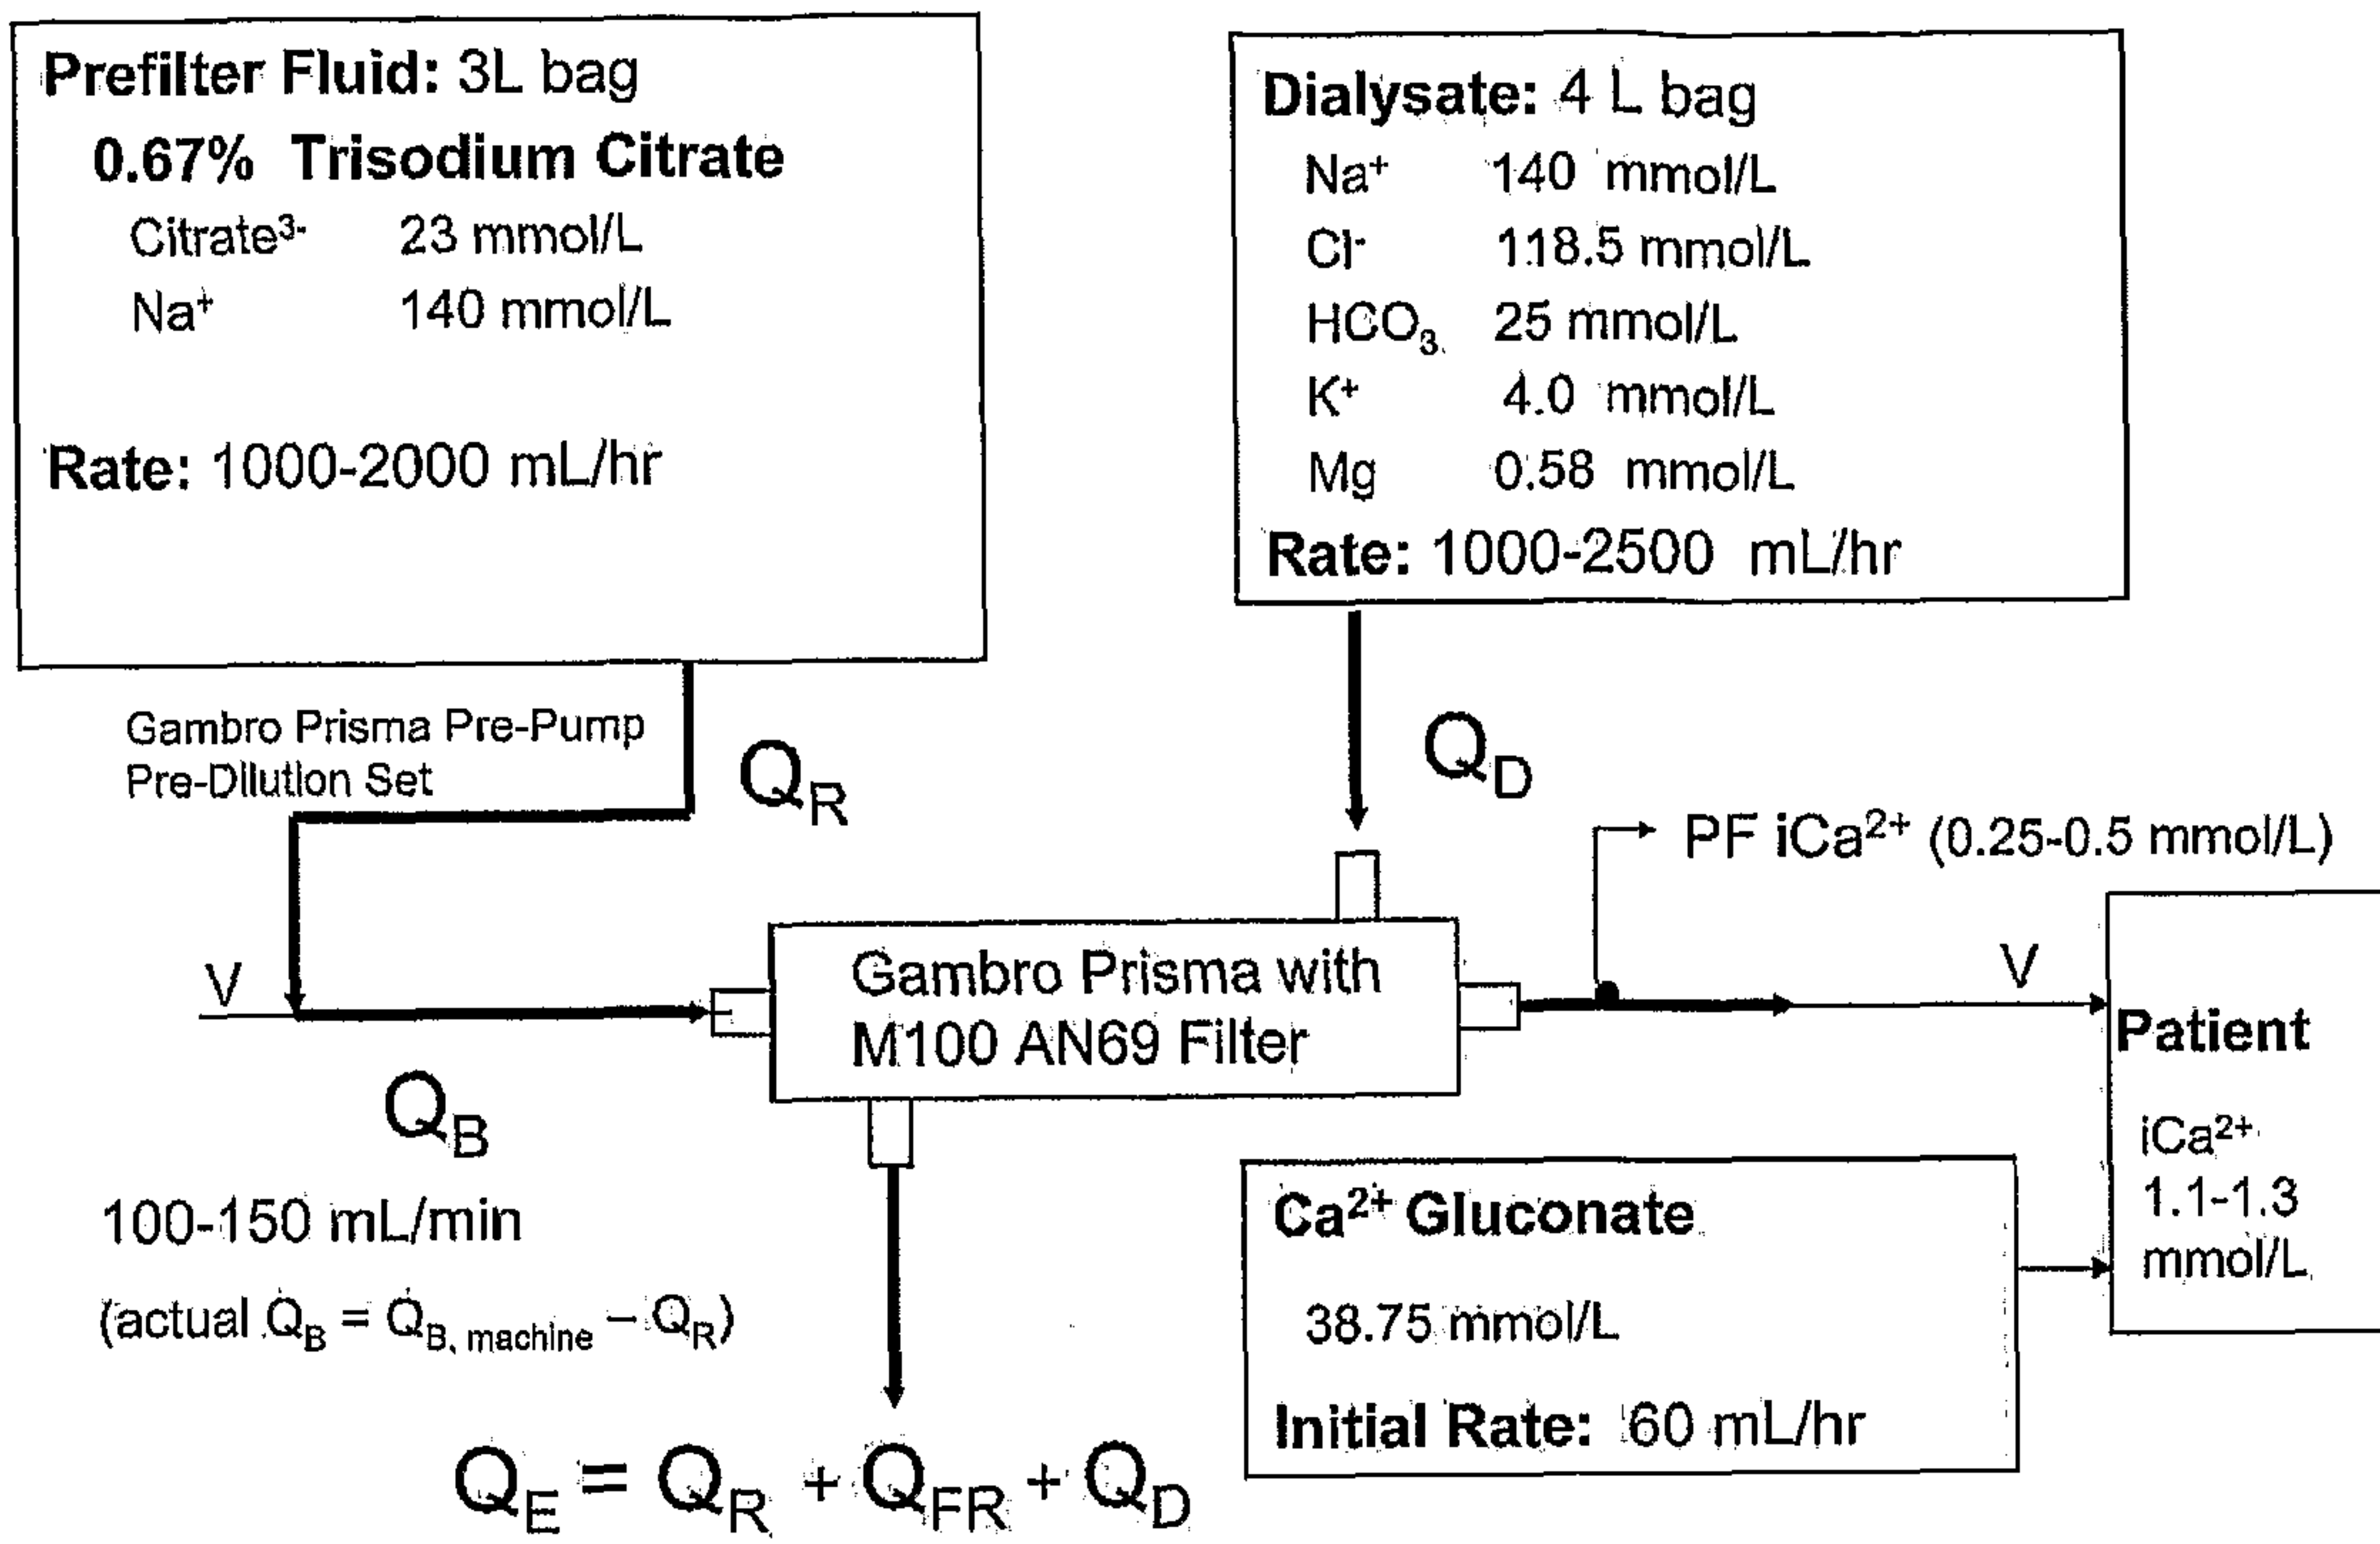 Prefilter Fluid: 3L bag
0.67% Trisodium Citrate
Citrate³⁻ 23 mmol/L
Na⁺ 140 mmol/L
Rate: 1000-2000 mL/hr
Dialysate: 4 L bag
Na⁺ 140 mmol/L
Cl⁻ 118.5 mmol/L
HCO₃₋ 25 mmol/L
K⁺ 4.0 mmol/L
Mg 0.58 mmol/L
Rate: 1000-2500 mL/hr
Gambro Prisma Pre-Pump
Pre-Dilution Set
Q_R
Q_D
PF iCa²⁺ (0.25-0.5 mmol/L)
V
Gambro Prisma with
M100 AN69 Filter
V
Patient
iCa²⁺
1.1-1.3
mmol/L
Q_B
100-150 mL/min
(actual Q_B = Q_B, machine – Q_R)
Ca²⁺ Gluconate
38.75 mmol/L
Initial Rate: 60 mL/hr
Q_E = Q_R + Q_FR + Q_D